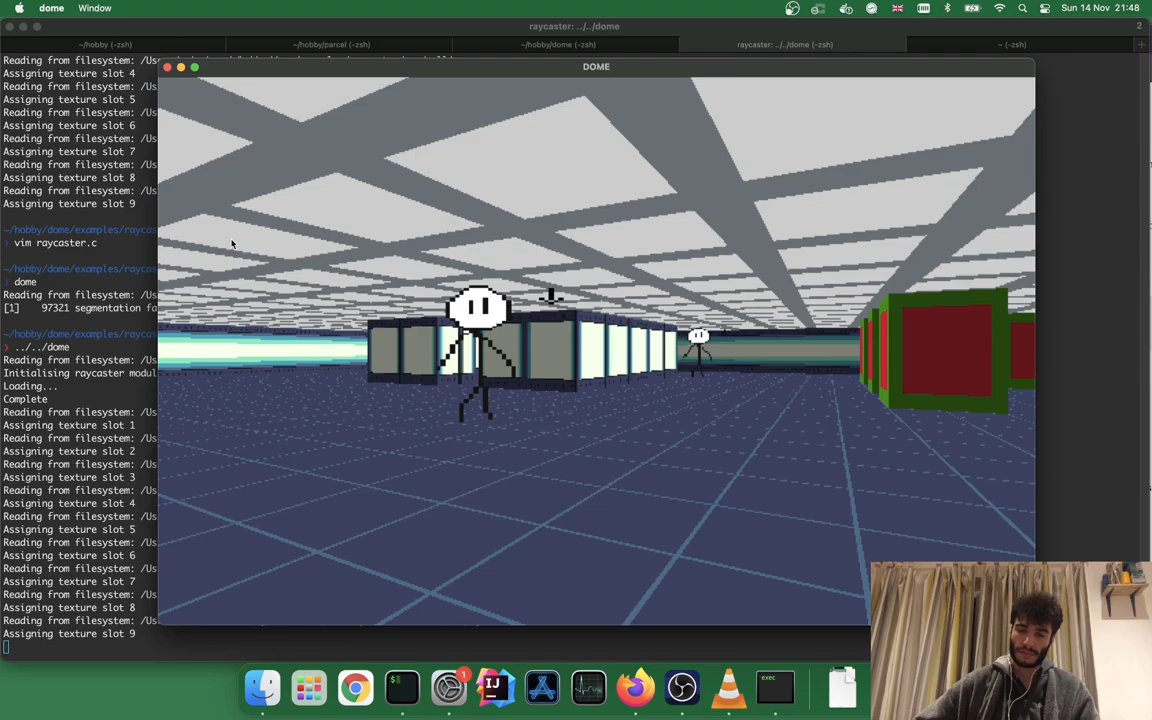 dome Window Sun 14 Nov 21:48
raycaster: ../../dome 2
~/hobby (-zsh) ~/hobby/parcel (-zsh) ~/hobby/dome (-zsh) raycaster: ../../dome (-zsh) ~ (-zsh)
DOME
Reading from filesystem: /Us
Assigning texture slot 4
Reading from filesystem: /Us
Assigning texture slot 5
Reading from filesystem: /Us
Assigning texture slot 6
Reading from filesystem: /Us
Assigning texture slot 7
Reading from filesystem: /Us
Assigning texture slot 8
Reading from filesystem: /Us
Assigning texture slot 9
~/hobby/dome/examples/raycas
❯ vim raycaster.c
~/hobby/dome/examples/raycas
❯ dome
Reading from filesystem: /Us
[1] 97321 segmentation fa
~/hobby/dome/examples/raycas
❯ ../../dome
Reading from filesystem: /Us
Initialising raycaster modul
Loading...
Complete
Reading from filesystem: /Us
Assigning texture slot 1
Reading from filesystem: /Us
Assigning texture slot 2
Reading from filesystem: /Us
Assigning texture slot 3
Reading from filesystem: /Us
Assigning texture slot 4
Reading from filesystem: /Us
Assigning texture slot 5
Reading from filesystem: /Us
Assigning texture slot 6
Reading from filesystem: /Us
Assigning texture slot 7
Reading from filesystem: /Us
Assigning texture slot 8
Reading from filesystem: /Us
Assigning texture slot 9
$
1
IJ
exec